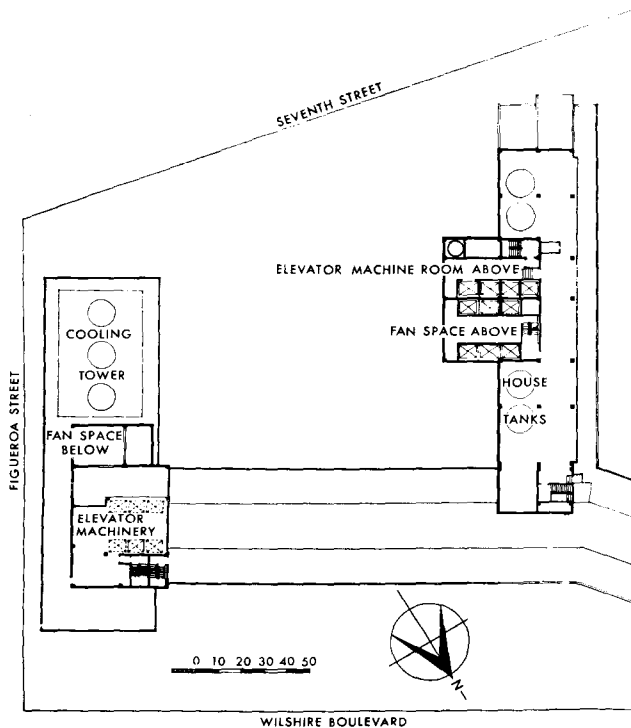 SEVENTH STREET
ELEVATOR MACHINE ROOM ABOVE
FAN SPACE ABOVE
HOUSE
TANKS
COOLING
TOWER
FIGUEROA STREET
FAN SPACE
BELOW
ELEVATOR
MACHINERY
0 10 20 30 40 50
N
WILSHIRE BOULEVARD